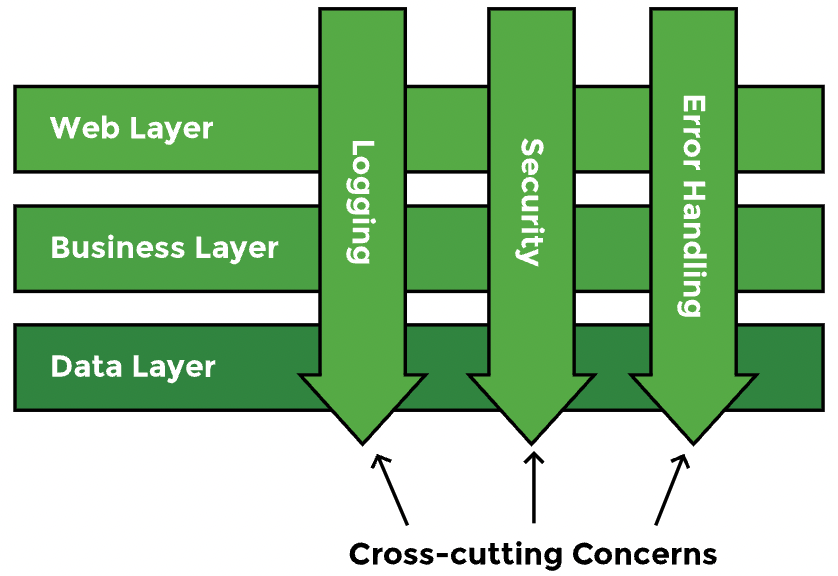 Web Layer
Business Layer
Data Layer
Logging
Security
Error Handling
Cross-cutting Concerns